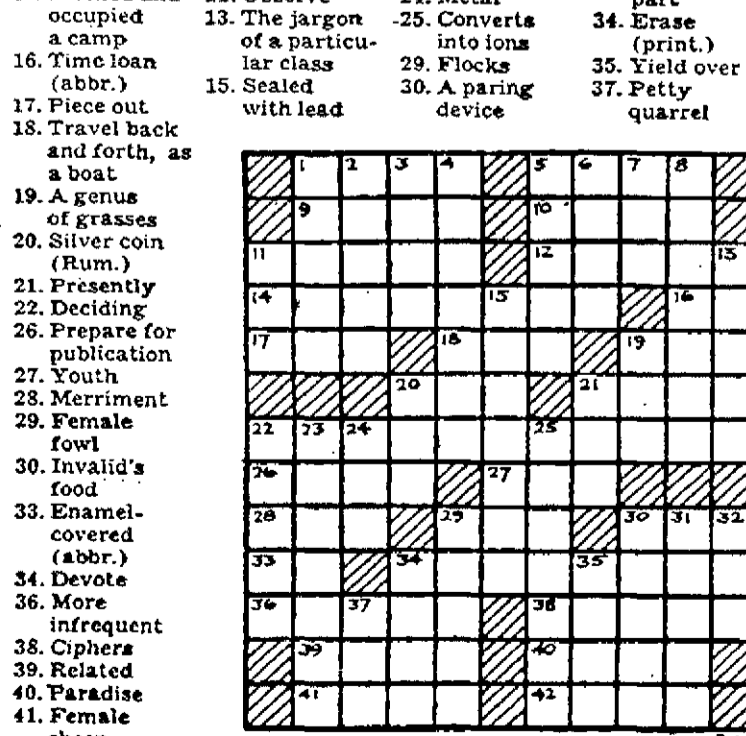 occupied
a camp
16. Time loan
(abbr.)
17. Piece out
18. Travel back
and forth, as
a boat
19. A genus
of grasses
20. Silver coin
(Rum.)
21. Presently
22. Deciding
26. Prepare for
publication
27. Youth
28. Merriment
29. Female
fowl
30. Invalid's
food
33. Enamel-
covered
(abbr.)
34. Devote
36. More
infrequent
38. Ciphers
39. Related
40. Paradise
41. Female
13. The jargon
of a particu-
lar class
15. Sealed
with lead
-25. Converts
into ions
29. Flocks
30. A paring
device
part
34. Erase
(print.)
35. Yield over
37. Petty
quarrel
1 2 3 4 5 6 7 8
9 10
11 12 13
14 15 16
17 18 19
20 21
22 23 24 25
26 27
28 29 30 31 32
33 34 35
36 37 38
39 40
41 42